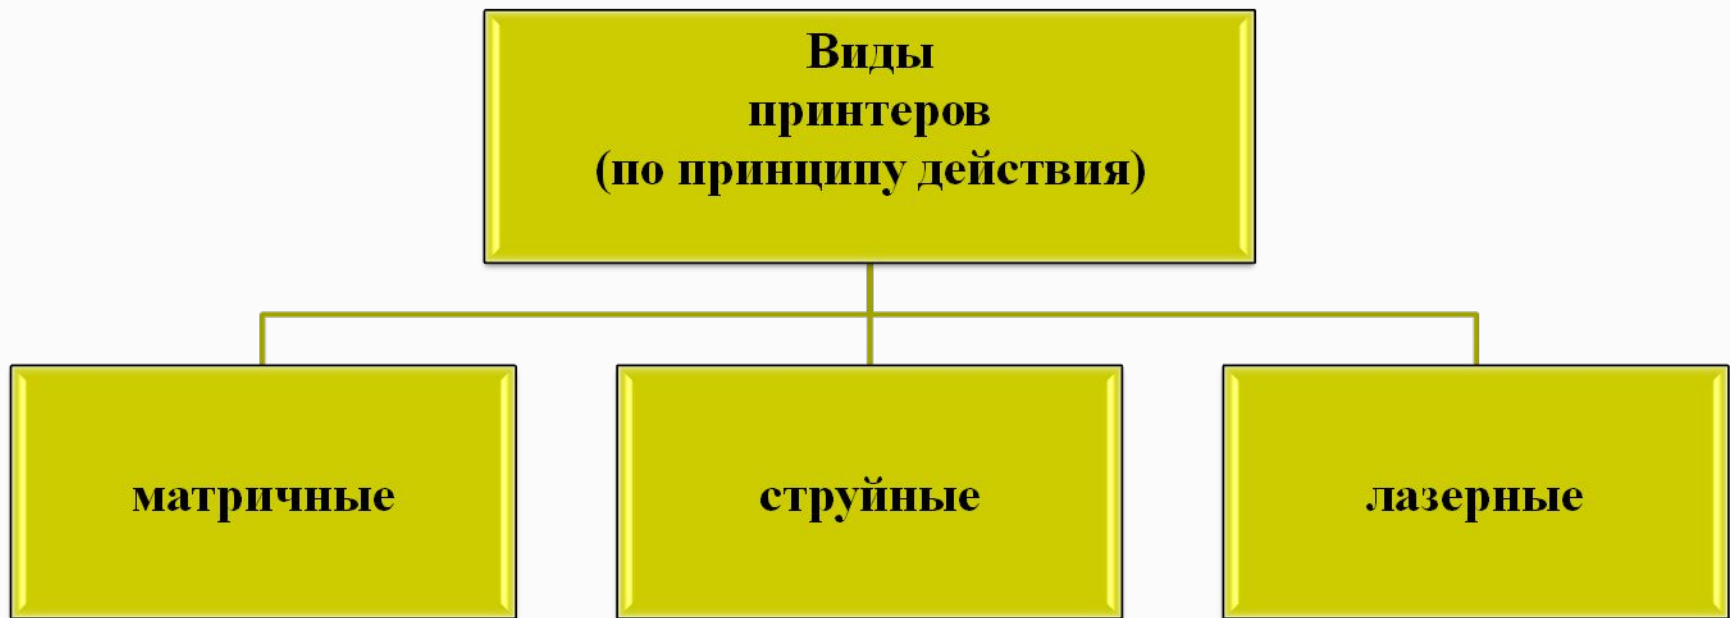 Виды
принтеров
(по принципу действия)
матричные
струйные
лазерные